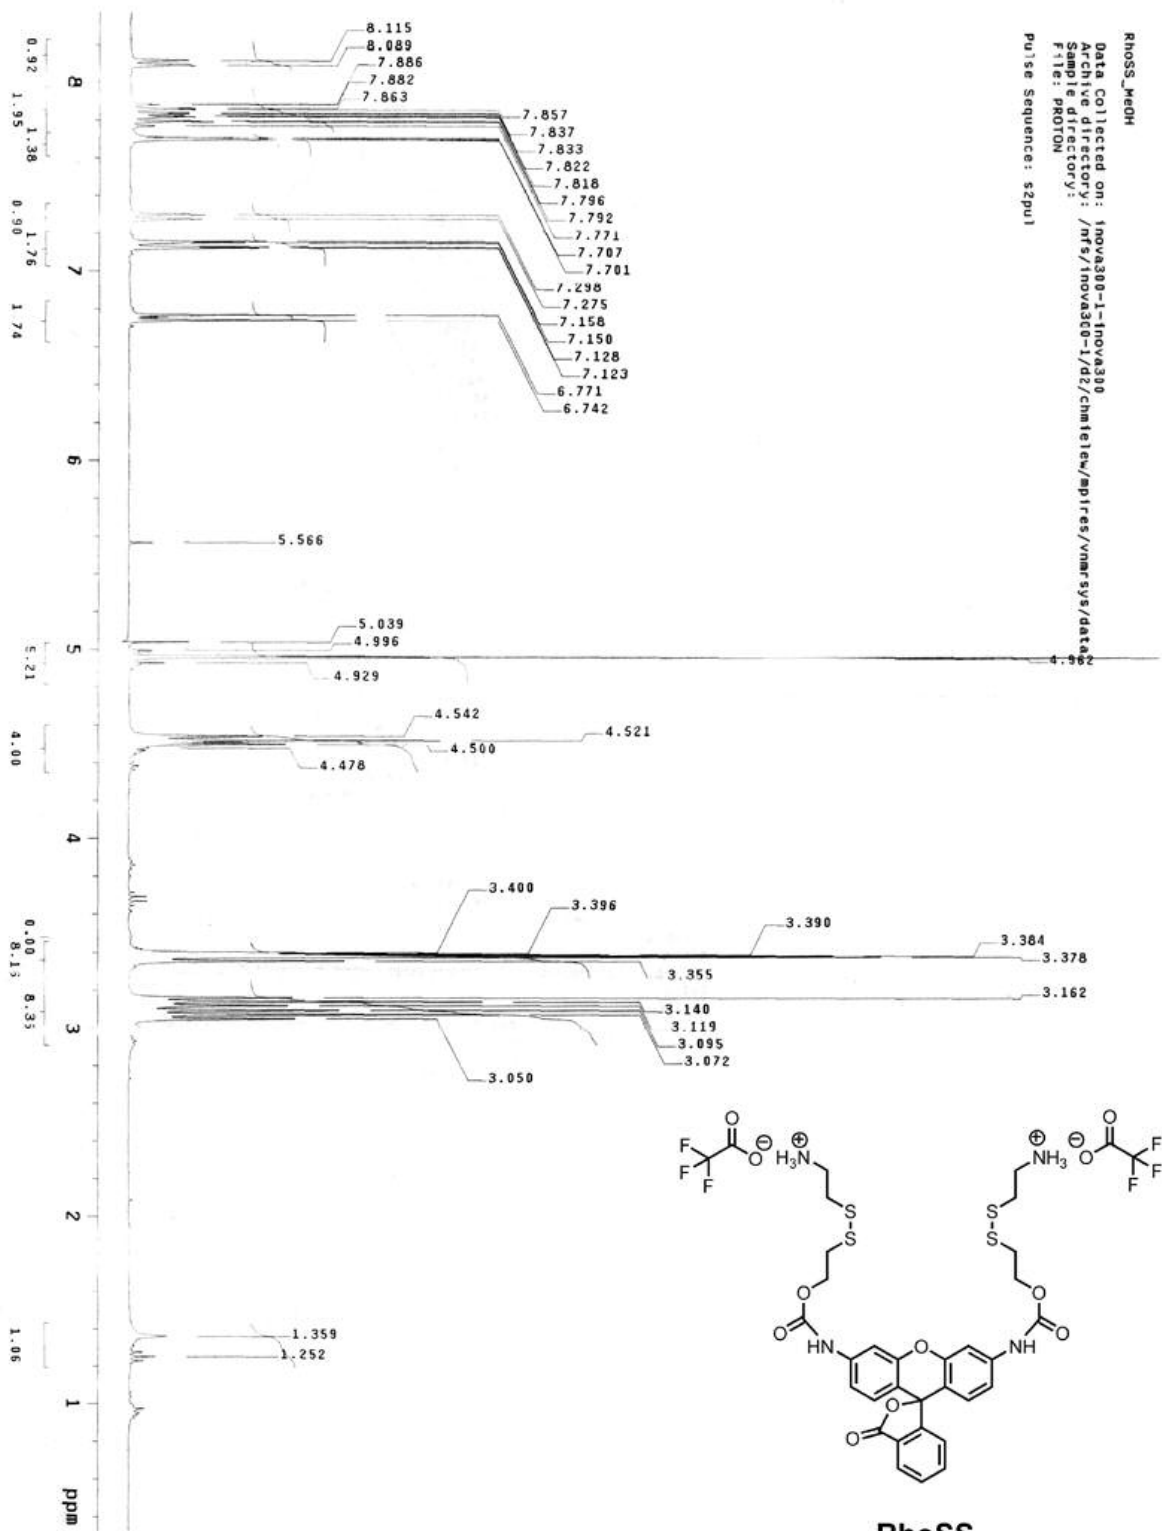 RhoSS_MeOH
Data Collected on: inova300-1-inova300
Archive directory: /nfs/inova300-1/d2/chmielew/mpires/vnmrsys/data
Sample directory:
File: PROTON
Pulse Sequence: s2pul
8.115
8.089
7.886
7.882
7.863
7.857
7.837
7.833
7.822
7.818
7.796
7.792
7.771
7.707
7.701
7.298
7.275
7.158
7.150
7.128
7.123
6.771
6.742
5.566
5.039
4.996
4.962
4.929
4.542
4.521
4.500
4.478
3.400
3.396
3.390
3.384
3.378
3.355
3.162
3.140
3.119
3.095
3.072
3.050
1.359
1.252
8
7
6
5
4
3
2
1
ppm
0.92
1.95
1.38
0.90
1.76
1.74
5.21
4.00
0.00
1.06
F
F
F
O
O
⊖
⊕
H3N
⊕
NH3
⊖
O
O
F
F
F
S
S
S
S
O
O
O
O
HN
O
NH
O
O